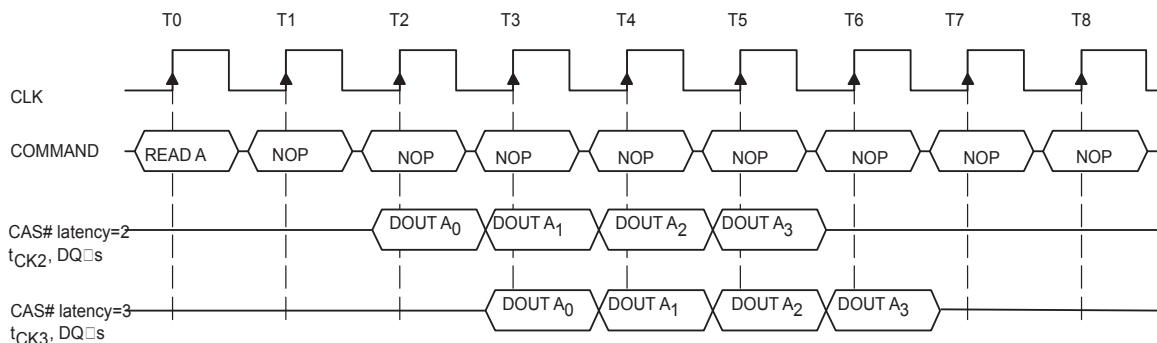 T0 T1 T2 T3 T4 T5 T6 T7 T8
CLK
COMMAND READ A NOP NOP NOP NOP NOP NOP NOP NOP
CAS# latency=2 DOUT A0 DOUT A1 DOUT A2 DOUT A3
tCK2, DQ□s
CAS# latency=3 DOUT A0 DOUT A1 DOUT A2 DOUT A3
tCK3, DQ□s